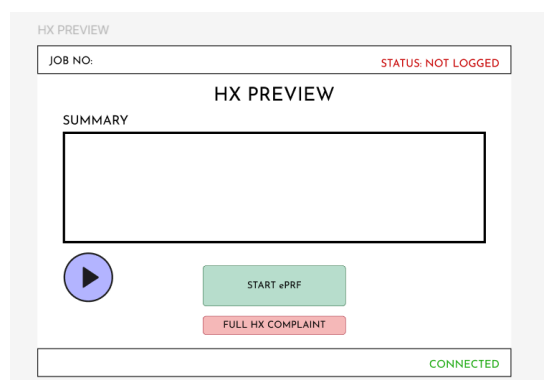 HX PREVIEW
JOB NO:
STATUS: NOT LOGGED
HX PREVIEW
SUMMARY
START ePRF
FULL HX COMPLAINT
CONNECTED